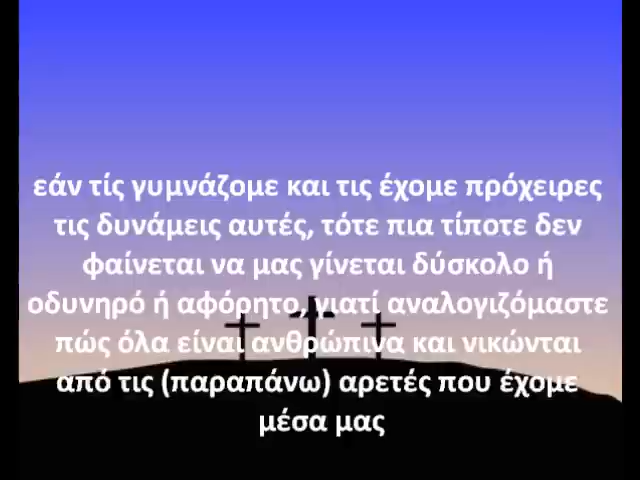 εάν τίς γυμνάζομε και τις έχομε πρόχειρες
τις δυνάμεις αυτές, τότε πια τίποτε δεν
φαίνεται να μας γίνεται δύσκολο ή
οδυνηρό ή αφόρητο, γιατί αναλογιζόμαστε
πώς όλα είναι ανθρώπινα και νικώνται
από τις (παραπάνω) αρετές που έχομε
μέσα μας